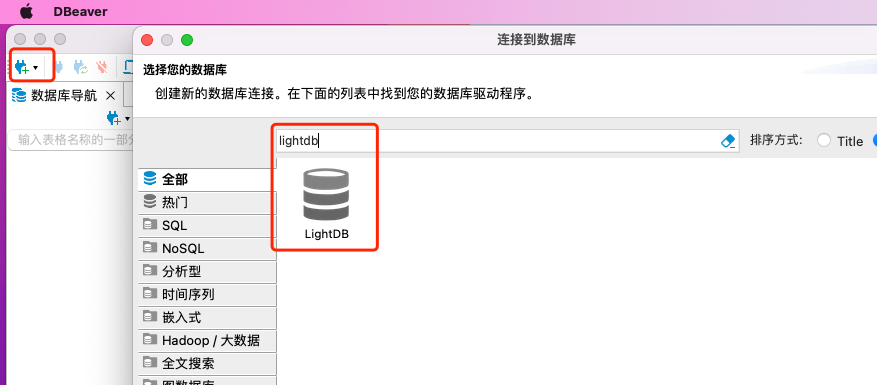 DBeaver
连接到数据库
选择您的数据库
创建新的数据库连接。在下面的列表中找到您的数据库驱动程序。
数据库导航
输入表格名称的一部分
lightdb
排序方式:
Title
全部
热门
SQL
NoSQL
分析型
时间序列
嵌入式
Hadoop / 大数据
全文搜索
图数据库
LightDB